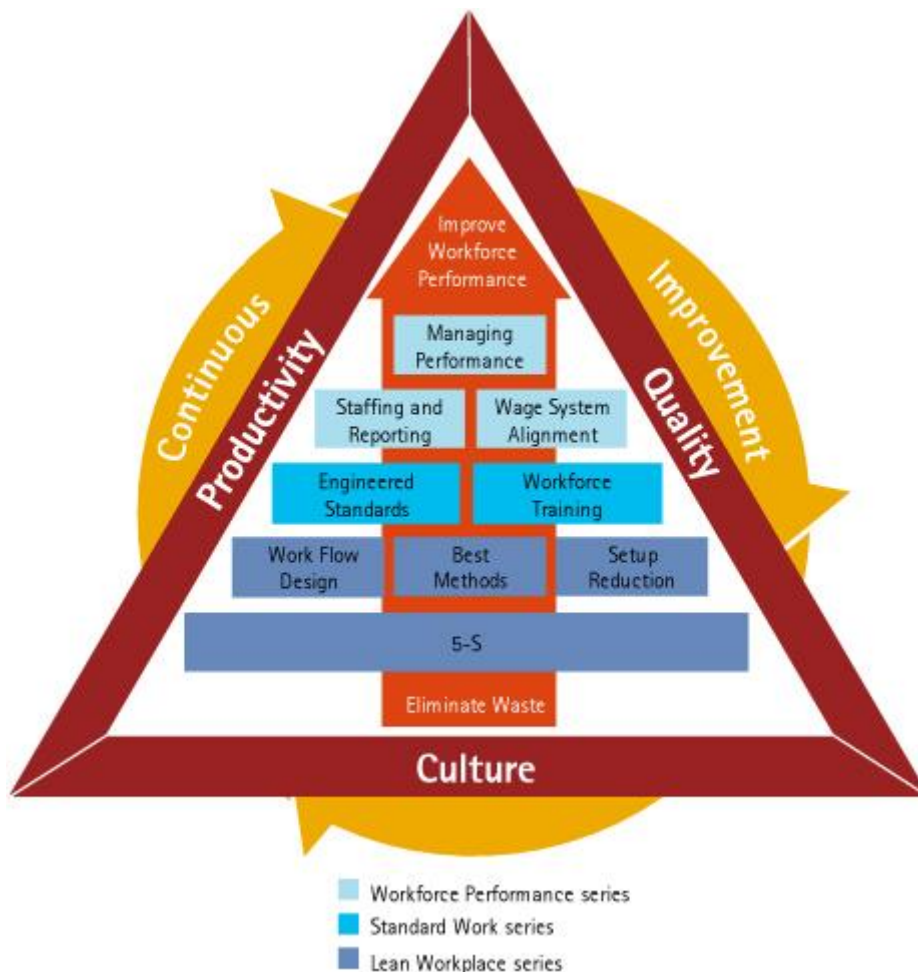 Improve
Workforce
Performance
Continuous
Improvement
Productivity
Quality
Managing
Performance
Staffing and
Reporting
Wage System
Alignment
Engineered
Standards
Workforce
Training
Work Flow
Design
Best
Methods
Setup
Reduction
5-S
Eliminate Waste
Culture
Workforce Performance series
Standard Work series
Lean Workplace series